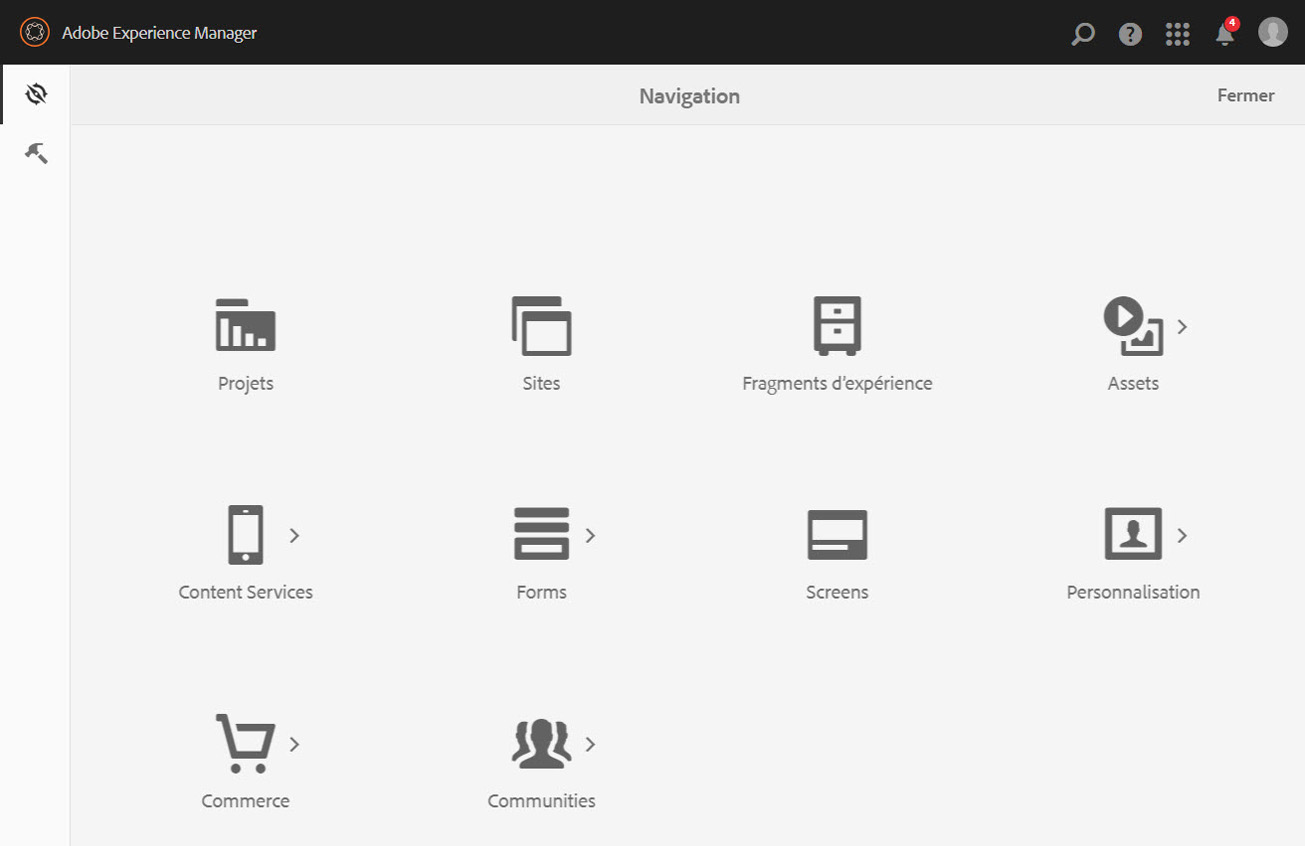 Adobe Experience Manager
?
4
Navigation
Fermer
Projets
Sites
Fragments d’expérience
Assets
Content Services
Forms
Screens
Personnalisation
Commerce
Communities